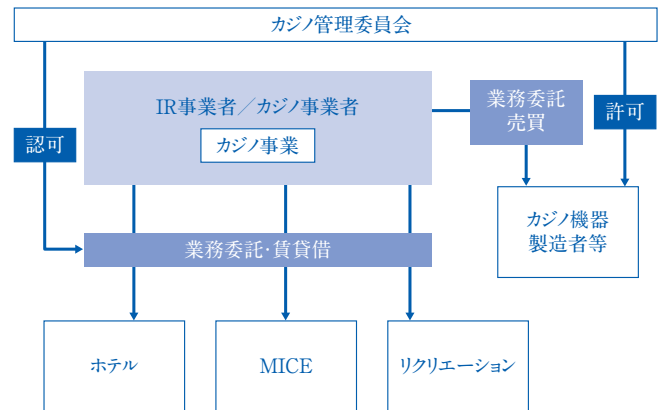 カジノ管理委員会
IR事業者／カジノ事業者
カジノ事業
業務委託
売買
認可
許可
カジノ機器
製造者等
業務委託・賃貸借
ホテル
MICE
リクリエーション